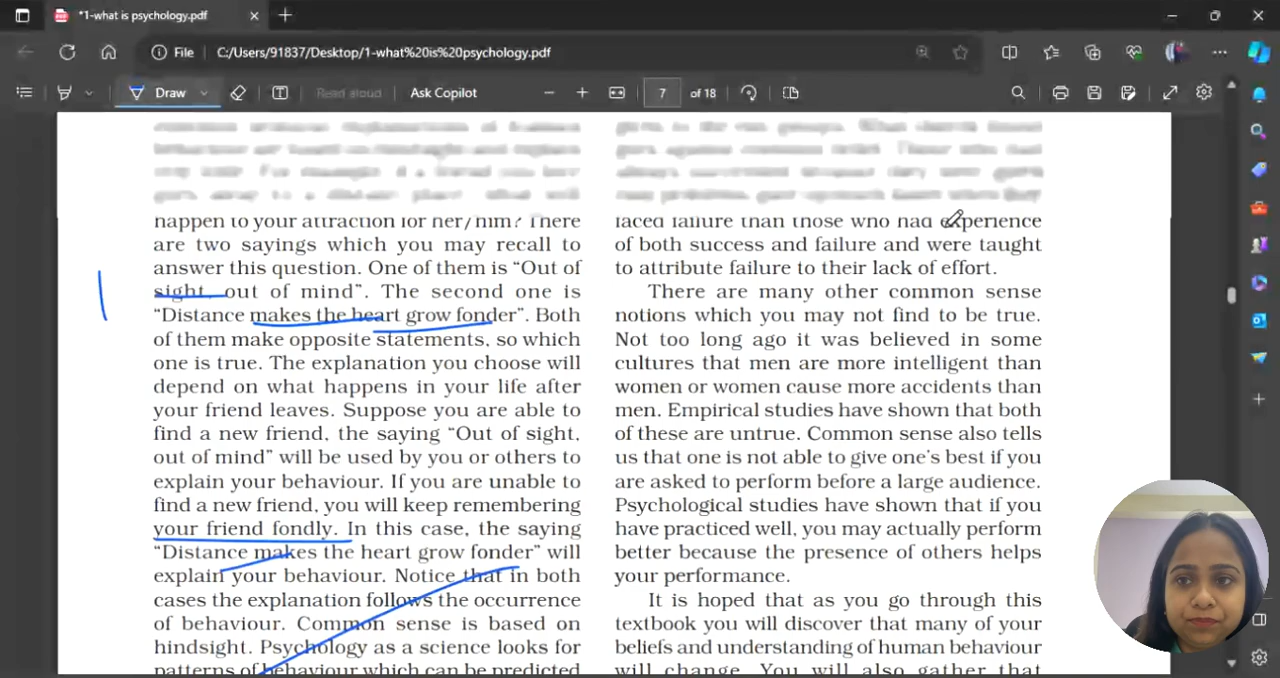 *1-what is psychology.pdf
File C:/Users/91837/Desktop/1-what%20is%20psychology.pdf
Draw Read aloud Ask Copilot 7 of 18
happen to your attraction for her/him? There
are two sayings which you may recall to
answer this question. One of them is “Out of
sight, out of mind”. The second one is
“Distance makes the heart grow fonder”. Both
of them make opposite statements, so which
one is true. The explanation you choose will
depend on what happens in your life after
your friend leaves. Suppose you are able to
find a new friend, the saying “Out of sight,
out of mind” will be used by you or others to
explain your behaviour. If you are unable to
find a new friend, you will keep remembering
your friend fondly. In this case, the saying
“Distance makes the heart grow fonder” will
explain your behaviour. Notice that in both
cases the explanation follows the occurrence
of behaviour. Common sense is based on
hindsight. Psychology as a science looks for
patterns of behaviour which can be predicted
faced failure than those who had experience
of both success and failure and were taught
to attribute failure to their lack of effort.
There are many other common sense
notions which you may not find to be true.
Not too long ago it was believed in some
cultures that men are more intelligent than
women or women cause more accidents than
men. Empirical studies have shown that both
of these are untrue. Common sense also tells
us that one is not able to give one’s best if you
are asked to perform before a large audience.
Psychological studies have shown that if you
have practiced well, you may actually perform
better because the presence of others helps
your performance.
It is hoped that as you go through this
textbook you will discover that many of your
beliefs and understanding of human behaviour
will change. You will also gather that